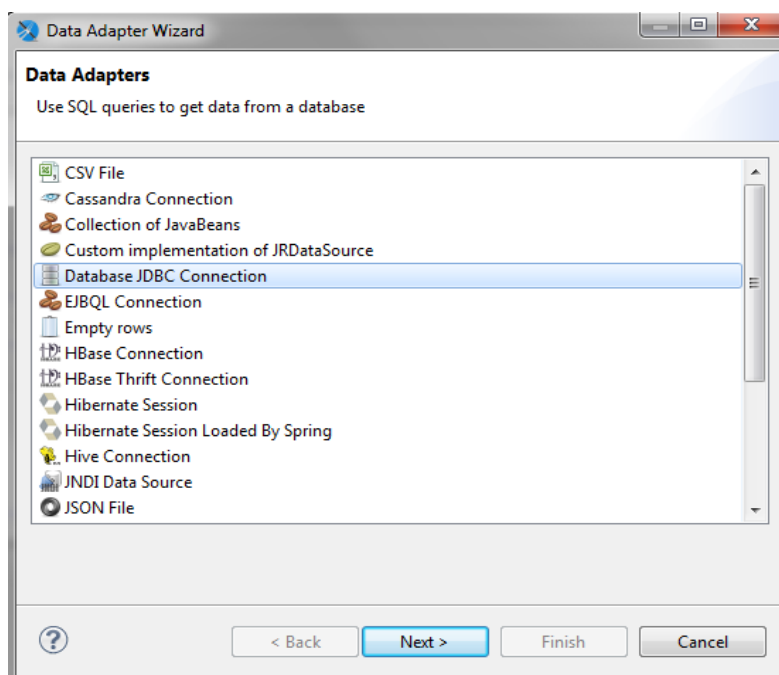 Data Adapter Wizard
Data Adapters
Use SQL queries to get data from a database
CSV File
Cassandra Connection
Collection of JavaBeans
Custom implementation of JRDataSource
Database JDBC Connection
EJBQL Connection
Empty rows
HBase Connection
HBase Thrift Connection
Hibernate Session
Hibernate Session Loaded By Spring
Hive Connection
JNDI Data Source
JSON File
? < Back Next > Finish Cancel